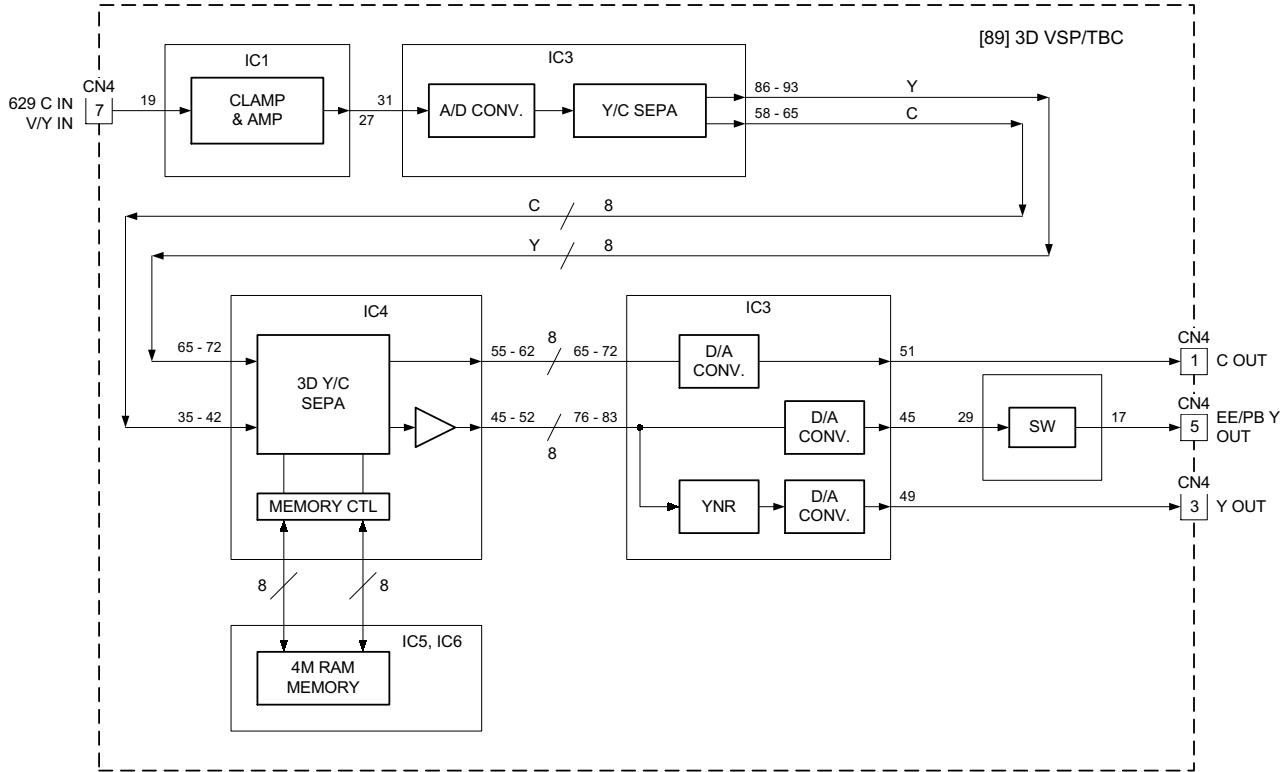 [89] 3D VSP/TBC
IC1
IC3
CN4
629 C IN
V/Y IN
7
19
CLAMP
& AMP
31
27
A/D CONV.
Y/C SEPA
86 - 93
Y
58 - 65
C
C
8
Y
8
IC4
IC3
65 - 72
35 - 42
3D Y/C
SEPA
MEMORY CTL
55 - 62
8
65 - 72
45 - 52
8
76 - 83
D/A
CONV.
51
CN4
1
C OUT
D/A
CONV.
45
29
SW
17
CN4
5
EE/PB Y
OUT
YNR
D/A
CONV.
49
CN4
3
Y OUT
8
8
IC5, IC6
4M RAM
MEMORY